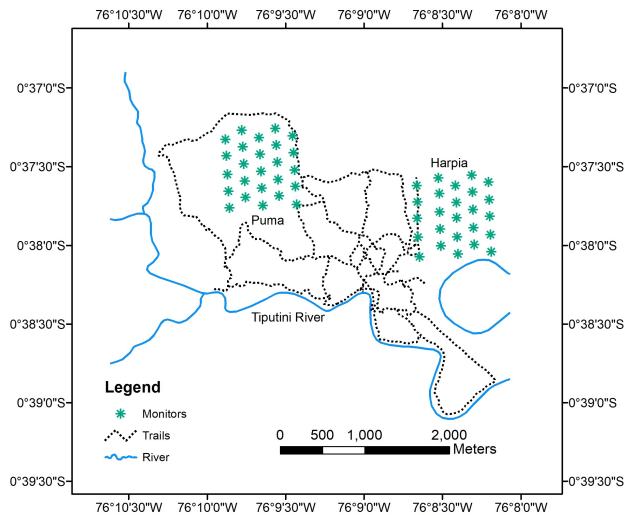 76°10'30"W 76°10'0"W 76°9'30"W 76°9'0"W 76°8'30"W 76°8'0"W
0°37'0"S 0°37'0"S
0°37'30"S 0°37'30"S
Harpia
Puma
0°38'0"S 0°38'0"S
0°38'30"S 0°38'30"S
Tiputini River
Legend
Monitors
Trails
River
0°39'0"S 0°39'0"S
0 500 1,000 2,000
Meters
0°39'30"S 0°39'30"S
76°10'30"W 76°10'0"W 76°9'30"W 76°9'0"W 76°8'30"W 76°8'0"W